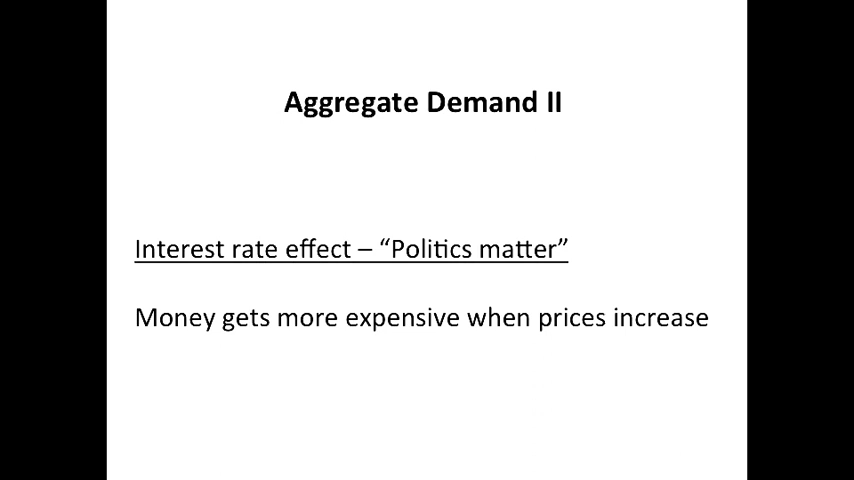 Aggregate Demand II
Interest rate effect – “Politics matter”
Money gets more expensive when prices increase